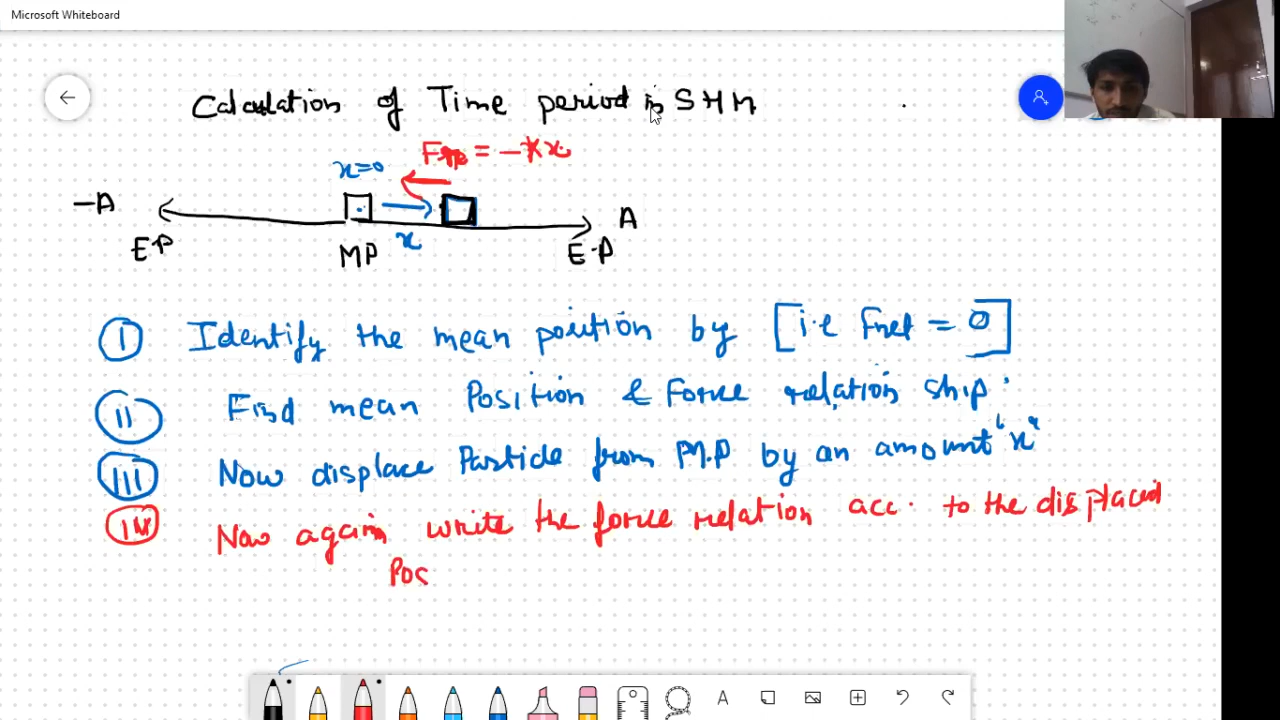 Microsoft Whiteboard
Calculation of Time period in SHM
x=0
-A
A
x
E.P
MP
E.P
I Identify the mean position by [i.e Fnet = 0]
II Find mean Position & Force relation ship.
III Now displace Particle from M.P by an amount "x"
IV Now again write the force relation acc. to the displaced
Pos
A